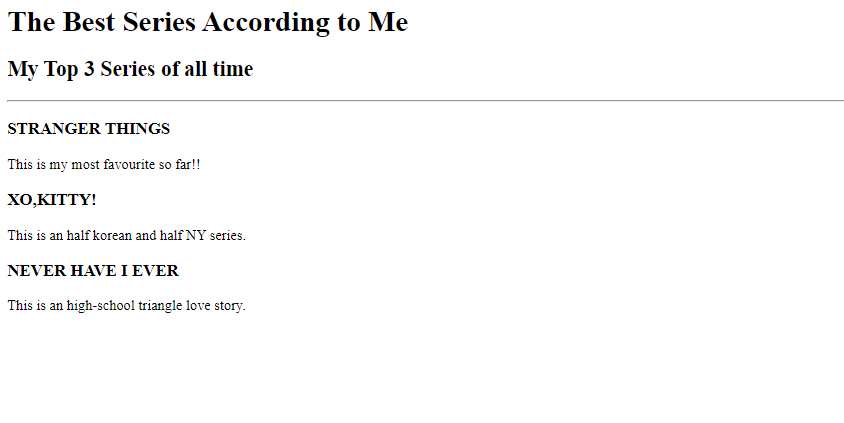 The Best Series According to Me
My Top 3 Series of all time
STRANGER THINGS
This is my most favourite so far!!
XO,KITTY!
This is an half korean and half NY series.
NEVER HAVE I EVER
This is an high-school triangle love story.